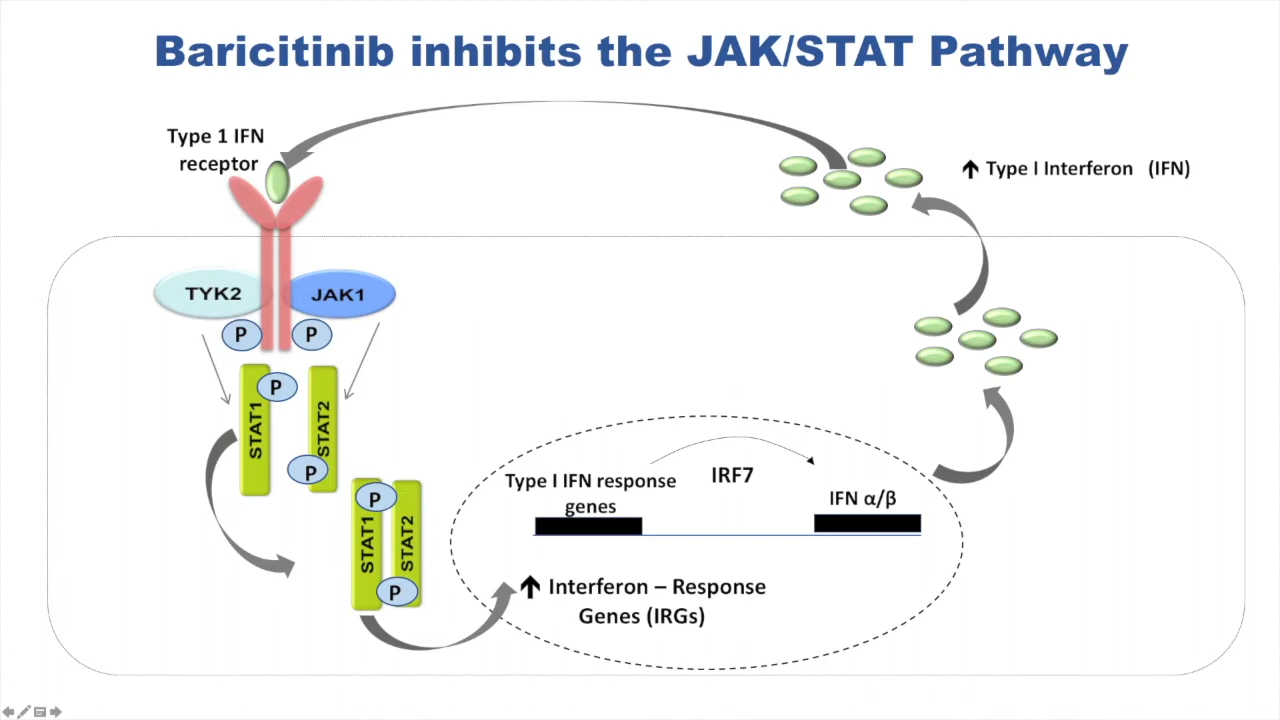 Baricitinib inhibits the JAK/STAT Pathway
Type 1 IFN
receptor
Type I Interferon (IFN)
TYK2
JAK1
P
P
STAT1
P
STAT2
P
STAT1
P
STAT2
P
Type I IFN response
genes
IRF7
IFN α/β
Interferon – Response
Genes (IRGs)